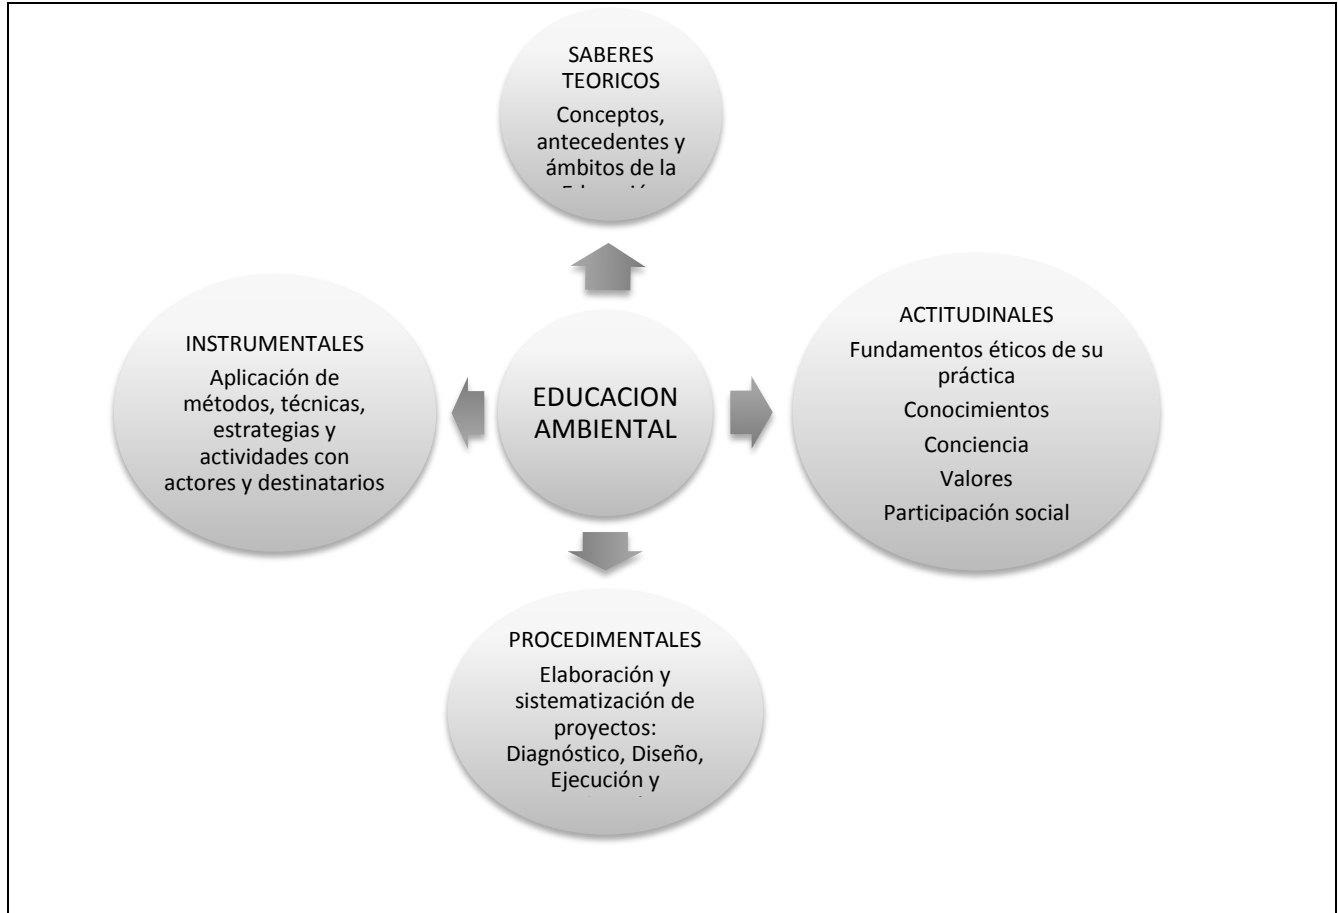 SABERES
TEORICOS
Conceptos,
antecedentes y
ámbitos de la
INSTRUMENTALES
Aplicación de
métodos, técnicas,
estrategias y
actividades con
actores y destinatarios
EDUCACION
AMBIENTAL
ACTITUDINALES
Fundamentos éticos de su
práctica
Conocimientos
Conciencia
Valores
Participación social
PROCEDIMENTALES
Elaboración y
sistematización de
proyectos:
Diagnóstico, Diseño,
Ejecución y